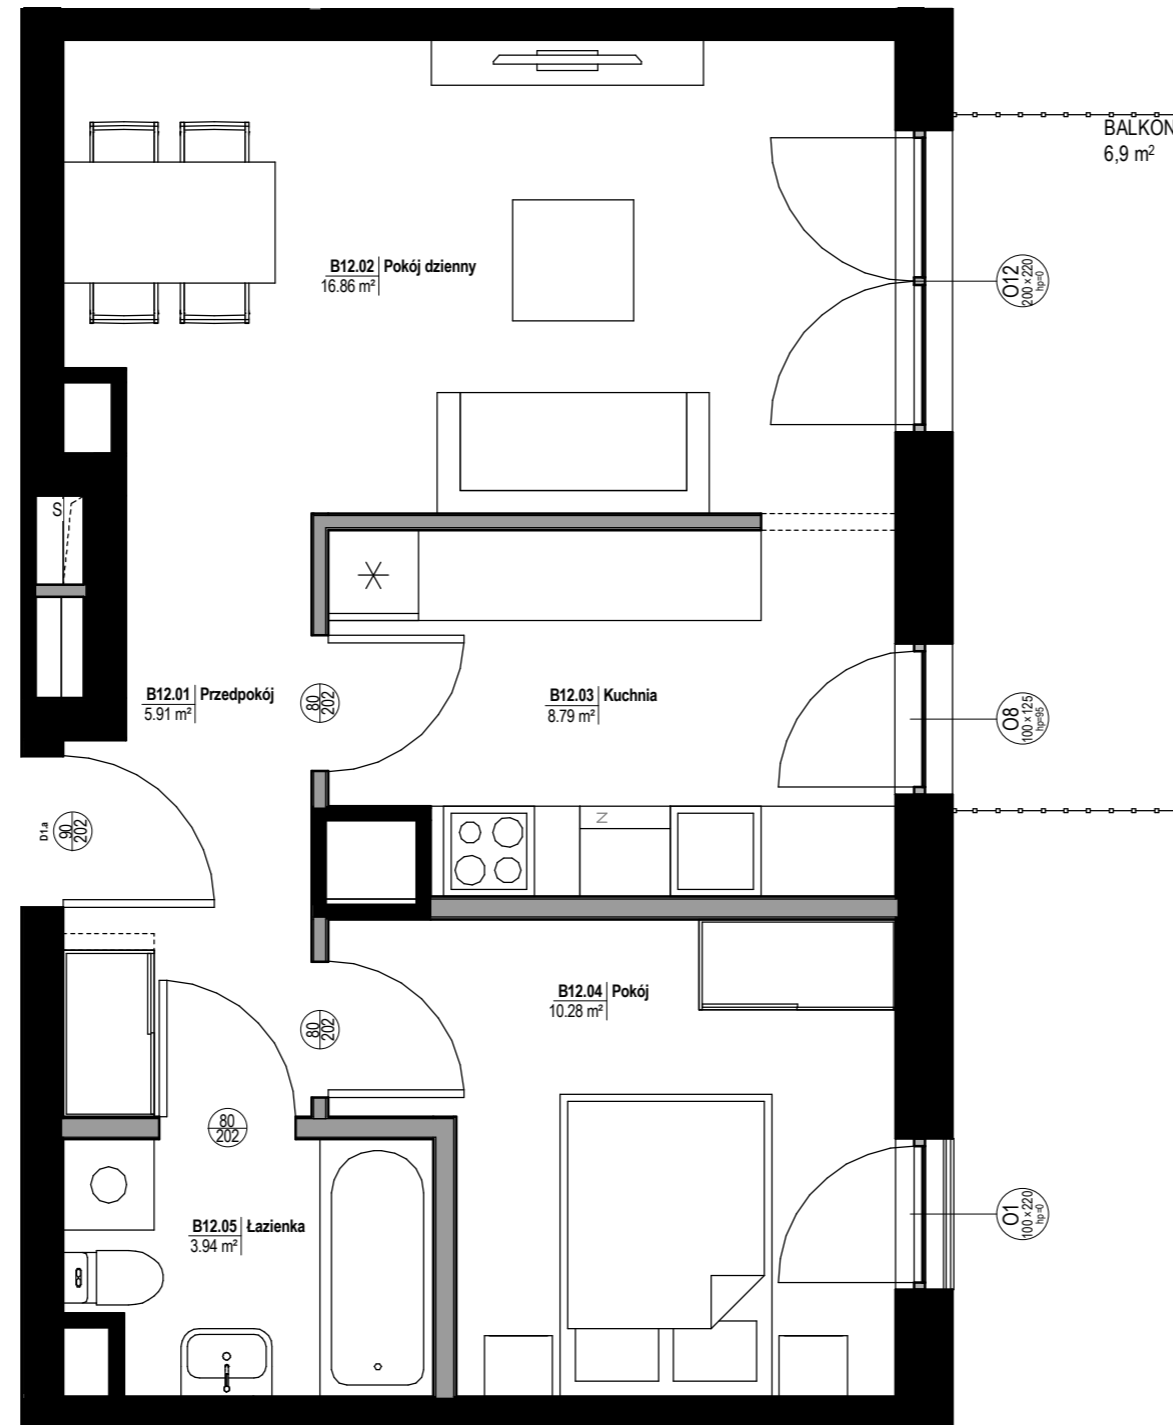 BALKON
6,9 m²
B12.02 Pokój dzienny
16.86 m²
O12
200 x 220
hp=0
S
B12.01 Przedpokój
5.91 m²
80
202
B12.03 Kuchnia
8.79 m²
O8
100 x 125
hp=95
D1.a
90
202
Z
B12.04 Pokój
10.28 m²
80
202
80
202
B12.05 Łazienka
3.94 m²
O1
100 x 220
hp=0